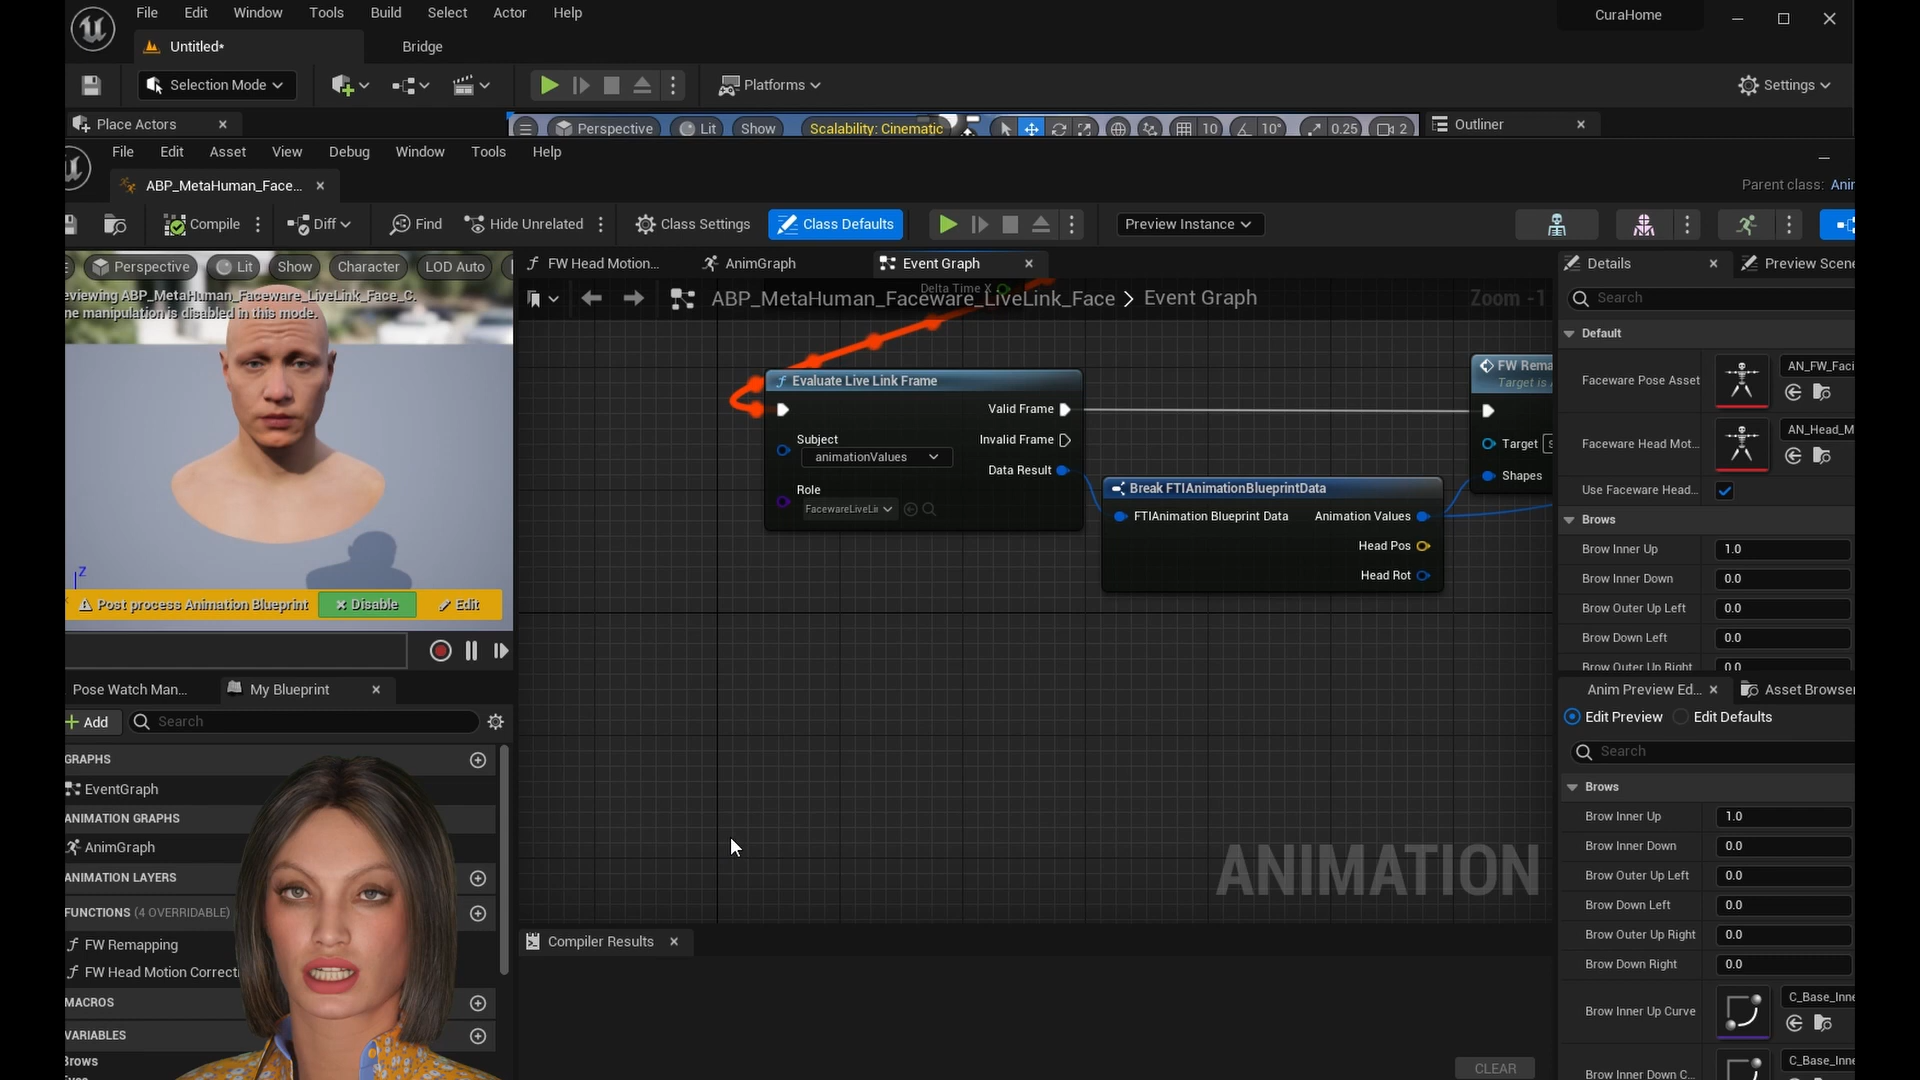 File Edit Window Tools Build Select Actor Help
CuraHome
Untitled*
Bridge
Selection Mode
Platforms
Settings
Place Actors
Perspective Lit Show Scalability: Cinematic 10 10° 0.25 2
Outliner
File Edit Asset View Debug Window Tools Help
ABP_MetaHuman_Face...
Parent class: Ani
Compile Diff Find Hide Unrelated Class Settings Class Defaults Preview Instance
Perspective Lit Show Character LOD Auto
eviewing ABP_MetaHuman_Faceware_LiveLink_Face_C.
ne manipulation is disabled in this mode.
Z
Post process Animation Blueprint Disable Edit
Pose Watch Man...
My Blueprint
Add
Search
GRAPHS
EventGraph
ANIMATION GRAPHS
AnimGraph
ANIMATION LAYERS
FUNCTIONS (4 OVERRIDABLE)
FW Remapping
FW Head Motion Correcti
MACROS
VARIABLES
Brows
FW Head Motion...
AnimGraph
Event Graph
Delta Time X
ABP_MetaHuman_Faceware_LiveLink_Face > Event Graph
Zoom -1
Evaluate Live Link Frame
Valid Frame
Subject
animationValues
Invalid Frame
Data Result
Role
FacewareLiveLi
Break FTIAnimationBlueprintData
FTIAnimation Blueprint Data
Animation Values
Head Pos
Head Rot
FW Rema
Target is
Target
Shapes
ANIMATION
Compiler Results
CLEAR
Details
Preview Scene
Search
Default
Faceware Pose Asset
AN_FW_Faci
Faceware Head Mot...
AN_Head_M
Use Faceware Head...
Brows
Brow Inner Up 1.0
Brow Inner Down 0.0
Brow Outer Up Left 0.0
Brow Down Left 0.0
Brow Outer Up Right 0.0
Anim Preview Ed...
Asset Browser
Edit Preview
Edit Defaults
Search
Brows
Brow Inner Up 1.0
Brow Inner Down 0.0
Brow Outer Up Left 0.0
Brow Down Left 0.0
Brow Outer Up Right 0.0
Brow Down Right 0.0
Brow Inner Up Curve
C_Base_Inne
Brow Inner Down C...
C_Base_Inne